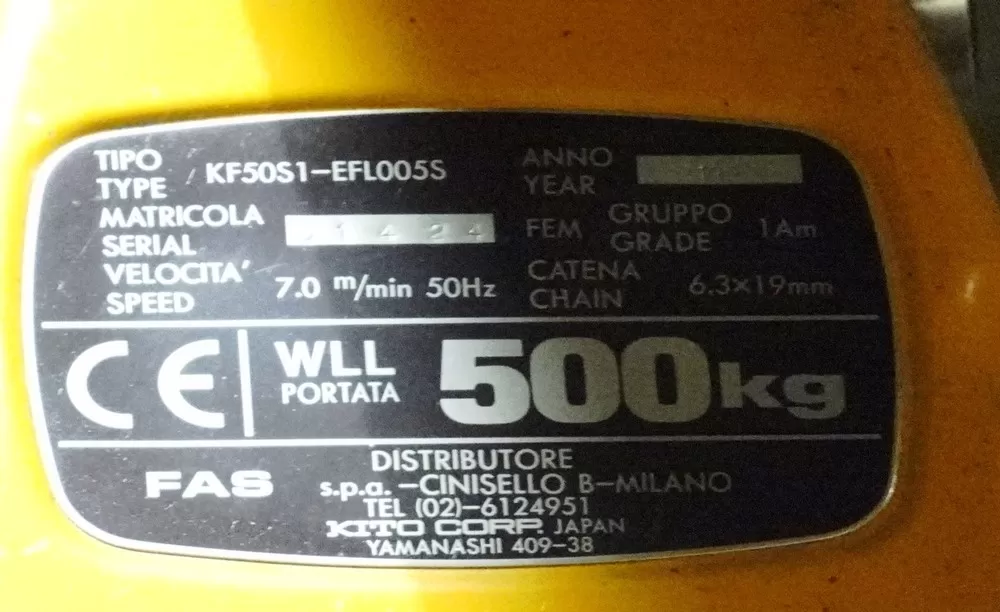 TIPO
TYPE
KF50S1-EFL005S
MATRICOLA
SERIAL
1424
VELOCITA'
SPEED
7.0 m/min 50Hz
ANNO
YEAR
FEM GRUPPO
GRADE
1Am
CATENA
CHAIN
6.3×19mm
CE
WLL
PORTATA
500kg
FAS
DISTRIBUTORE
s.p.a. -CINISELLO B-MILANO
TEL (02)-6124951
KITO CORP. JAPAN
YAMANASHI 409-38